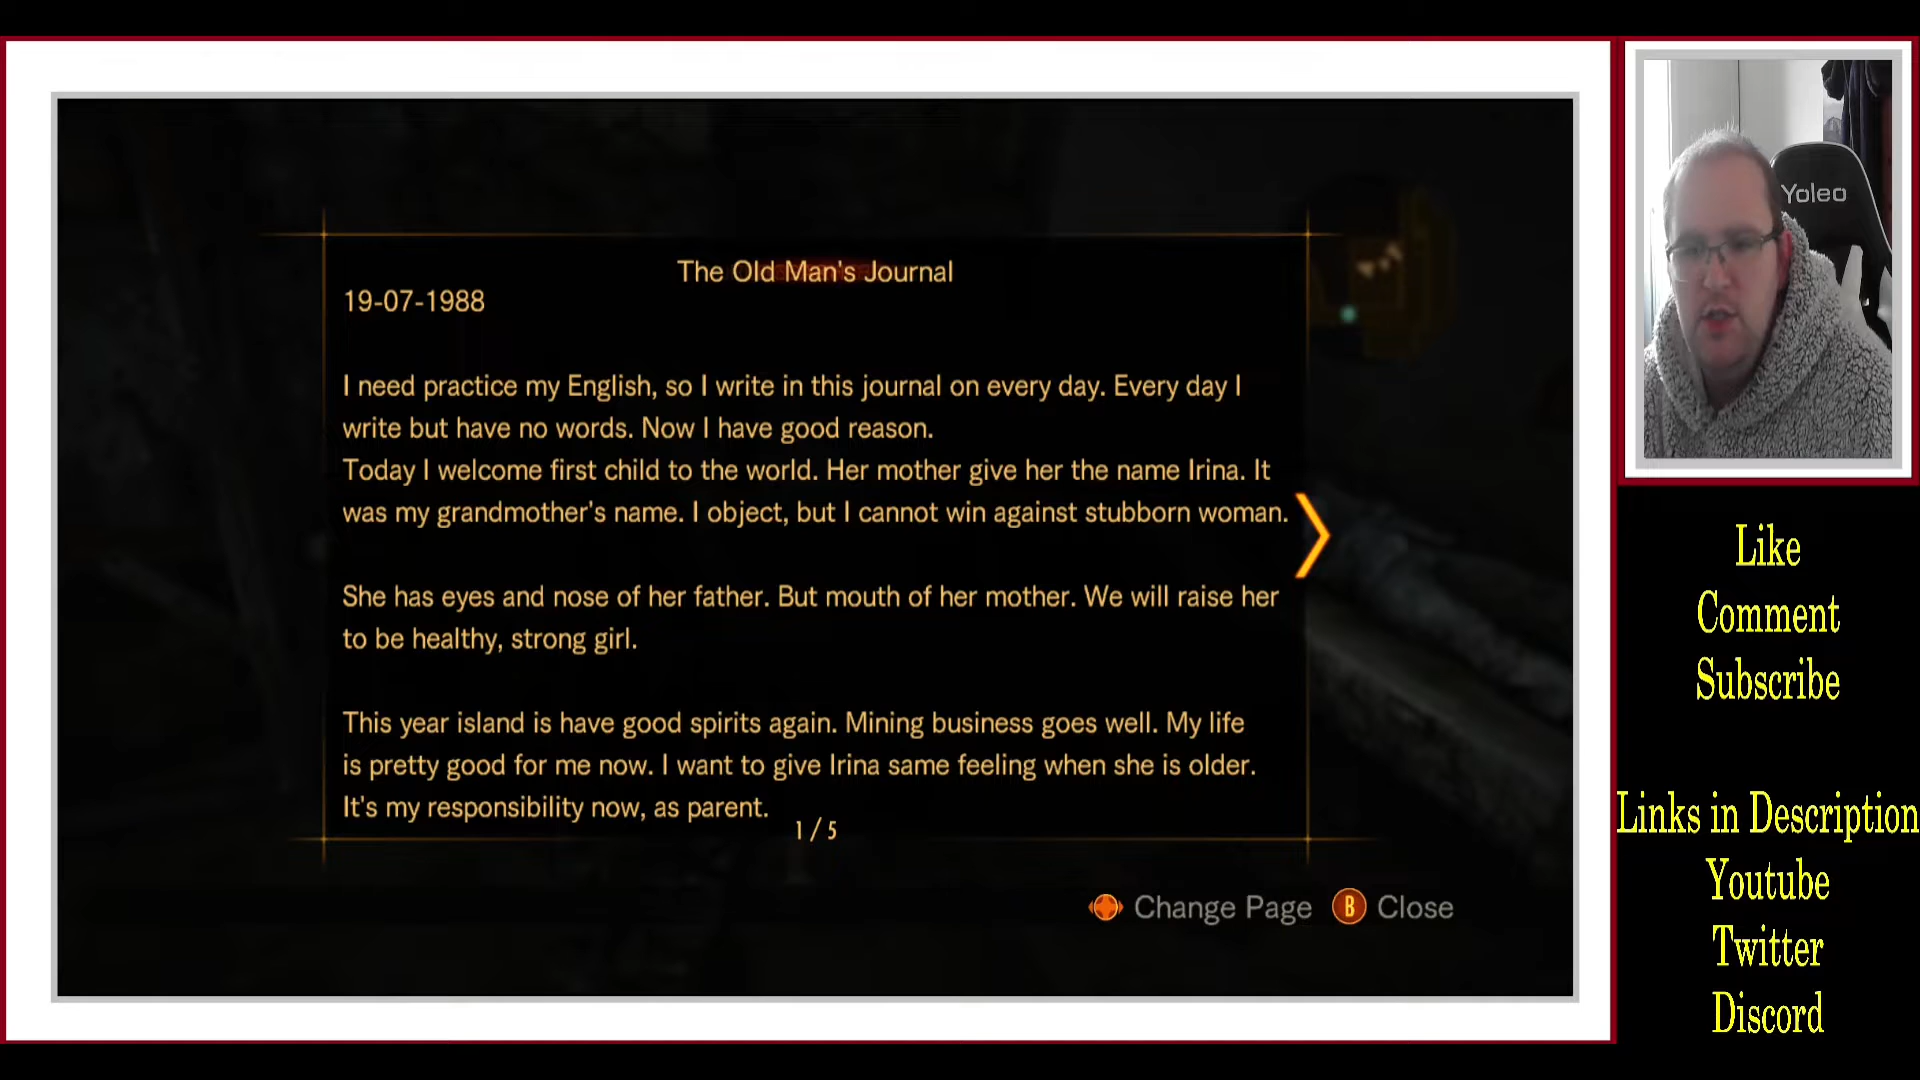 The Old Man's Journal
19-07-1988
I need practice my English, so I write in this journal on every day. Every day I
write but have no words. Now I have good reason.
Today I welcome first child to the world. Her mother give her the name Irina. It
was my grandmother's name. I object, but I cannot win against stubborn woman.
She has eyes and nose of her father. But mouth of her mother. We will raise her
to be healthy, strong girl.
This year island is have good spirits again. Mining business goes well. My life
is pretty good for me now. I want to give Irina same feeling when she is older.
It's my responsibility now, as parent.
1 / 5
Change Page B Close
Yoleo
Like
Comment
Subscribe
Links in Description
Youtube
Twitter
Discord